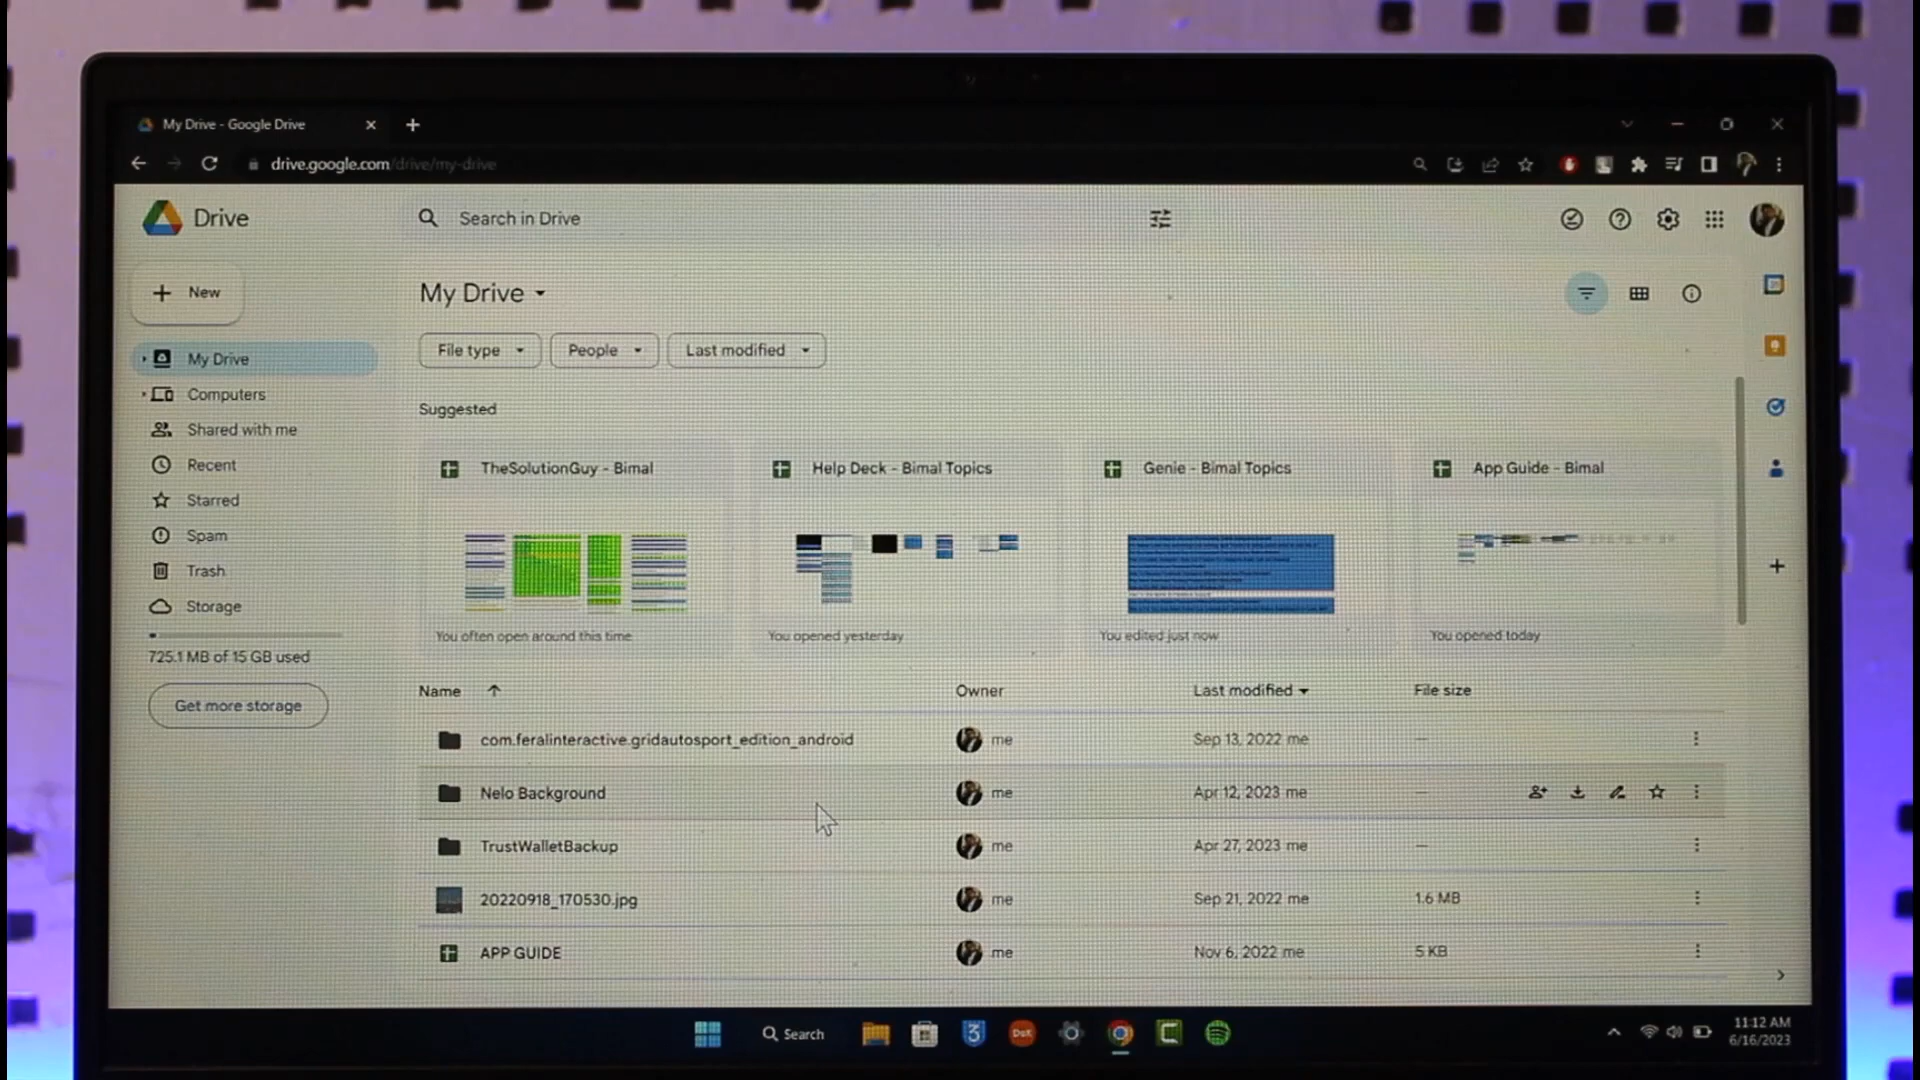 My Drive - Google Drive
drive.google.com/drive/my-drive
Drive
Search in Drive
New
My Drive
Computers
Shared with me
Recent
Starred
Spam
Trash
Storage
725.1 MB of 15 GB used
Get more storage
My Drive
File type
People
Last modified
Suggested
TheSolutionGuy - Bimal
Help Deck - Bimal Topics
Genie - Bimal Topics
App Guide - Bimal
You often open around this time
You opened yesterday
You edited just now
You opened today
Name Owner Last modified File size
com.feralinteractive.gridautosport_edition_android me Sep 13, 2022 me —
Nelo Background me Apr 12, 2023 me —
TrustWalletBackup me Apr 27, 2023 me —
20220918_170530.jpg me Sep 21, 2022 me 1.6 MB
APP GUIDE me Nov 6, 2022 me 5 KB
Search
11:12 AM
6/16/2023